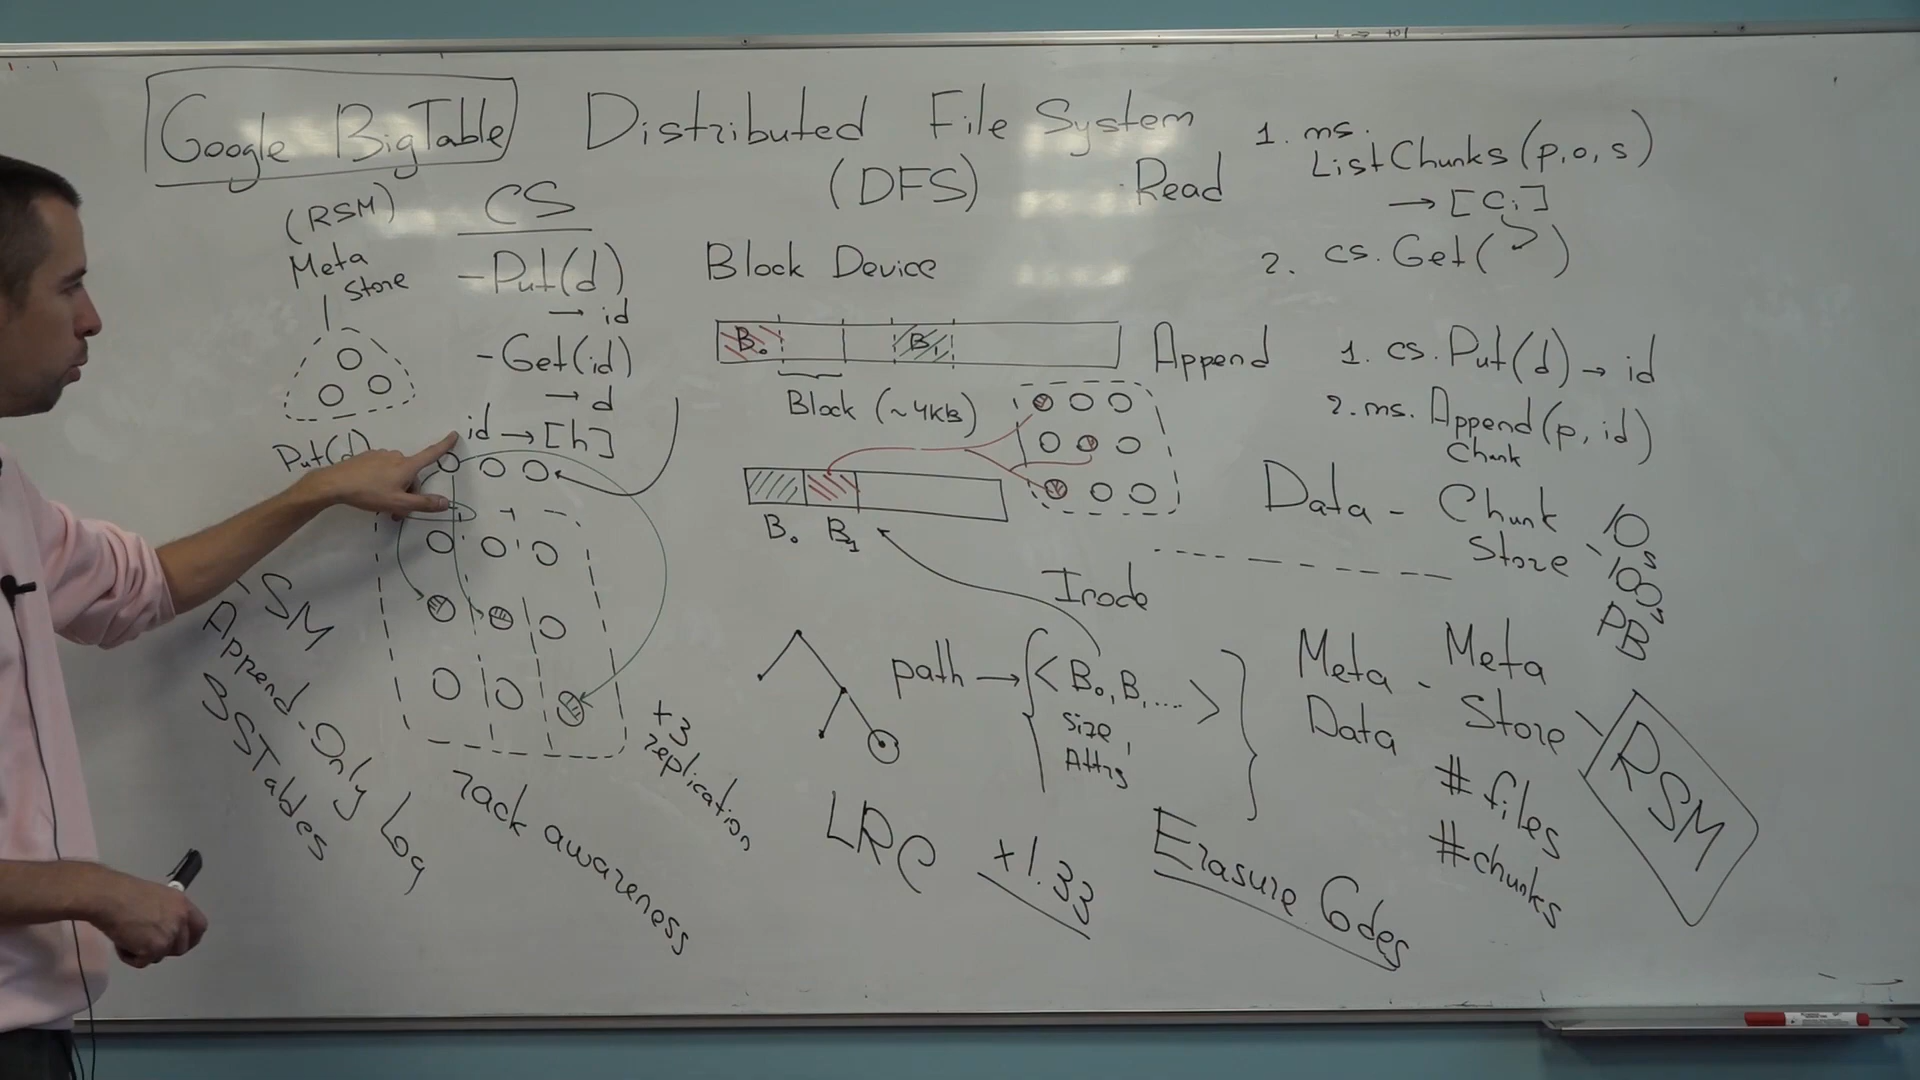 Google BigTable
Distributed File System
(DFS)
(RSM)
Meta
Store
CS
-Put(d)
→ id
-Get(id)
→ d
id → [h]
Put(d)
SM
Append-Only Log
SSTables
rack awareness
+3
replication
Block Device
B₀
B₁
Block (~4KB)
B₀ B₁
Inode
path → { < B₀, B₁, .... >
Size,
Attrs
LRC
+1.33
Erasure Codes
Read
1. ms.
ListChunks(p,o,s)
→ [Ci]
2. cs.Get( )
Append
1. cs.Put(d) → id
2. ms.Append(p, id)
Chunk
Data - Chunk
Store
10s
100s
PB
Meta - Meta
Data Store
#files
#chunks
RSM